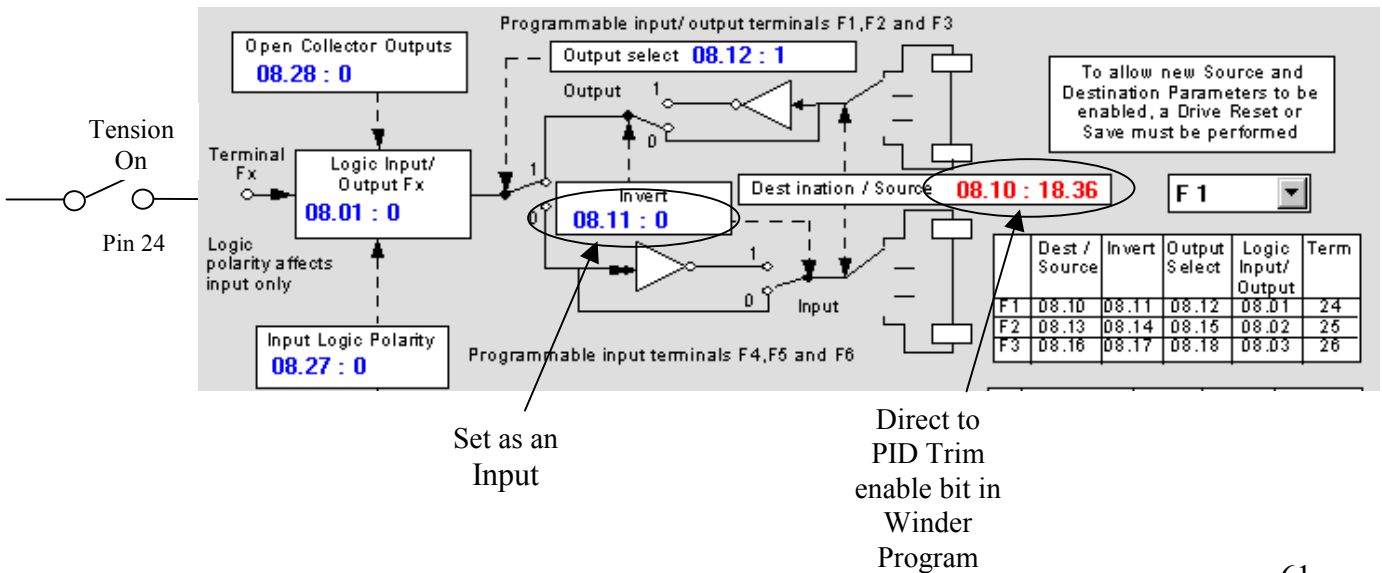 Programmable input/ output terminals F1,F2 and F3
Open Collector Outputs
08.28 : 0
Output select 08.12 : 1
To allow new Source and
Destination Parameters to be
enabled, a Drive Reset or
Save must be performed
Output
1
0
Tension
On
Pin 24
Terminal
Fx
Logic Input/
Output Fx
08.01 : 0
1
0
Invert
08.11 : 0
Destination / Source 08.10 : 18.36
F 1
Logic
polarity affects
input only
1
0
Input
Dest / Source Invert Output Select Logic Input/ Output Term
F1 08.10 08.11 08.12 08.01 24
F2 08.13 08.14 08.15 08.02 25
F3 08.16 08.17 08.18 08.03 26
Input Logic Polarity
08.27 : 0
Programmable input terminals F4,F5 and F6
Set as an
Input
Direct to
PID Trim
enable bit in
Winder
Program